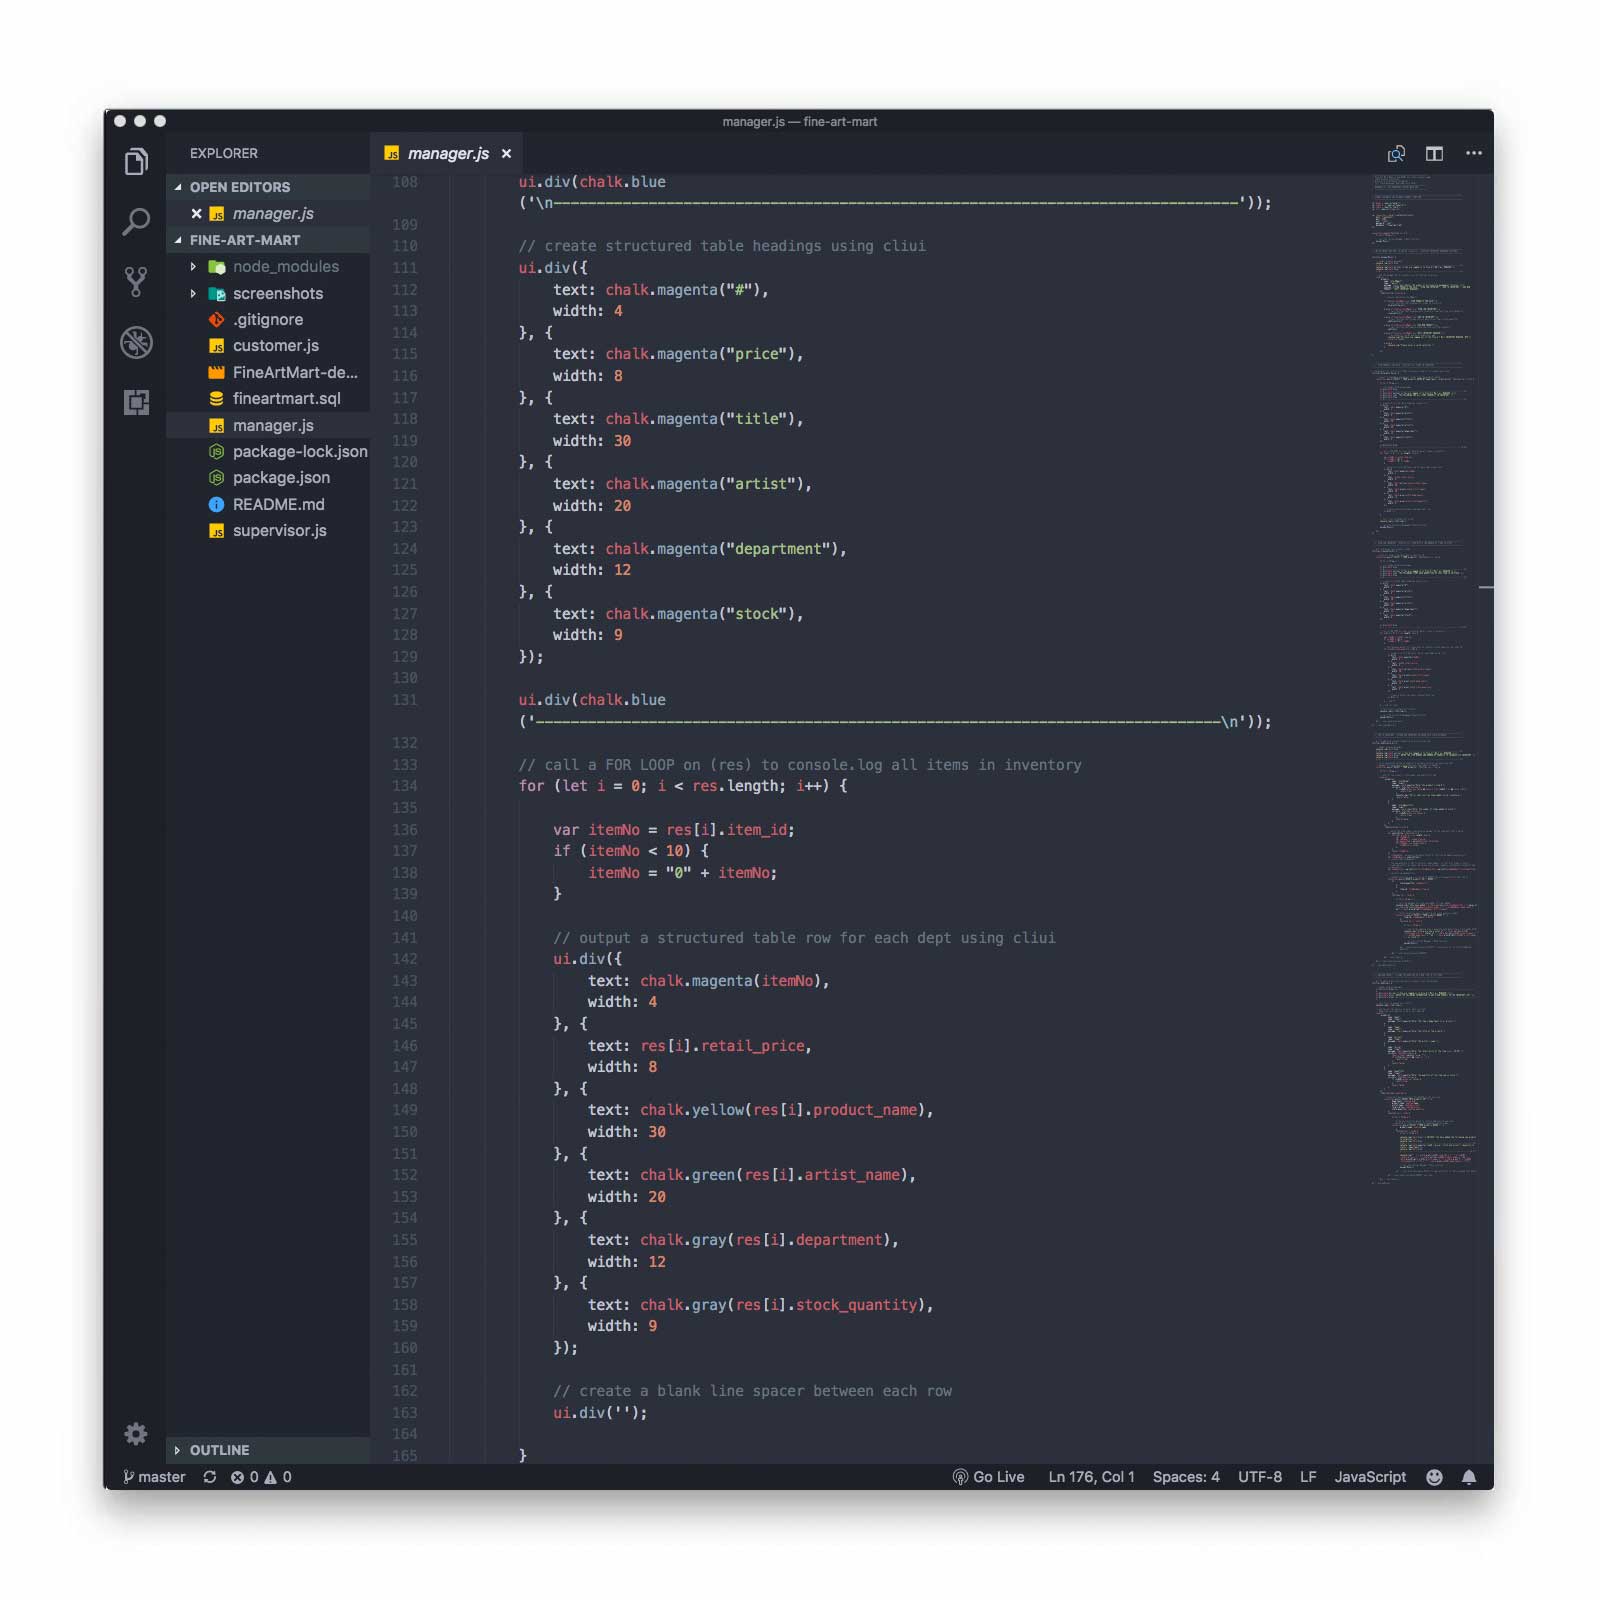 manager.js — fine-art-mart
EXPLORER
OPEN EDITORS
manager.js
FINE-ART-MART
node_modules
screenshots
.gitignore
customer.js
FineArtMart-de...
fineartmart.sql
manager.js
package-lock.json
package.json
README.md
supervisor.js
OUTLINE
manager.js
108 ui.div(chalk.blue
('\n———————————————————————————————————————————————————————————————————————————————'));
109
110 // create structured table headings using cliui
111 ui.div({
112 text: chalk.magenta("#"),
113 width: 4
114 }, {
115 text: chalk.magenta("price"),
116 width: 8
117 }, {
118 text: chalk.magenta("title"),
119 width: 30
120 }, {
121 text: chalk.magenta("artist"),
122 width: 20
123 }, {
124 text: chalk.magenta("department"),
125 width: 12
126 }, {
127 text: chalk.magenta("stock"),
128 width: 9
129 });
130
131 ui.div(chalk.blue
('———————————————————————————————————————————————————————————————————————————————\n'));
132
133 // call a FOR LOOP on (res) to console.log all items in inventory
134 for (let i = 0; i < res.length; i++) {
135
136 var itemNo = res[i].item_id;
137 if (itemNo < 10) {
138 itemNo = "0" + itemNo;
139 }
140
141 // output a structured table row for each dept using cliui
142 ui.div({
143 text: chalk.magenta(itemNo),
144 width: 4
145 }, {
146 text: res[i].retail_price,
147 width: 8
148 }, {
149 text: chalk.yellow(res[i].product_name),
150 width: 30
151 }, {
152 text: chalk.green(res[i].artist_name),
153 width: 20
154 }, {
155 text: chalk.gray(res[i].department),
156 width: 12
157 }, {
158 text: chalk.gray(res[i].stock_quantity),
159 width: 9
160 });
161
162 // create a blank line spacer between each row
163 ui.div('');
164
165 }
master 0 0 Go Live Ln 176, Col 1 Spaces: 4 UTF-8 LF JavaScript